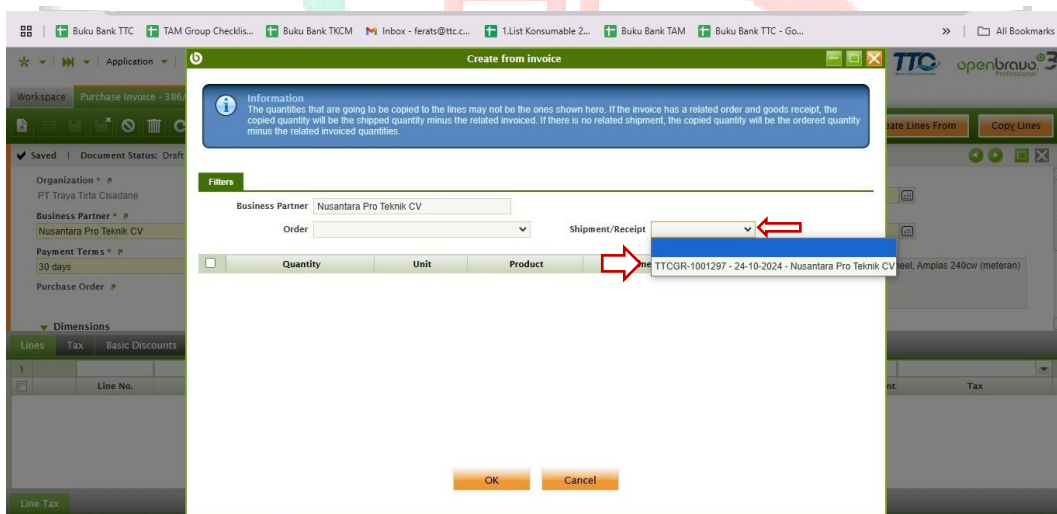 Buku Bank TTC
TAM Group Checklis...
Buku Bank TKCM
Inbox - ferats@ttc.c...
1.List Konsumable 2...
Buku Bank TAM
Buku Bank TTC - Go...
»
All Bookmarks
Application
Create from invoice
TTC
openbravo 3
Professional
Workspace
Purchase Invoice - 386/
Information
The quantities that are going to be copied to the lines may not be the ones shown here. If the invoice has a related order and goods receipt, the
copied quantity will be the shipped quantity minus the related invoiced. If there is no related shipment, the copied quantity will be the ordered quantity
minus the related invoiced quantities.
eate Lines From
Copy Lines
Saved | Document Status: Draft
Organization *
PT Traya Tirta Cisadane
Filters
Business Partner *
Business Partner
Nusantara Pro Teknik CV
Nusantara Pro Teknik CV
Order
Shipment/Receipt
Payment Terms *
30 days
Quantity
Unit
Product
TTCGR-1001297 - 24-10-2024 - Nusantara Pro Teknik CV
eel, Amplas 240cw (meteran)
Purchase Order
Dimensions
Lines
Tax
Basic Discounts
1
Line No.
nt
Tax
OK
Cancel
Line Tax